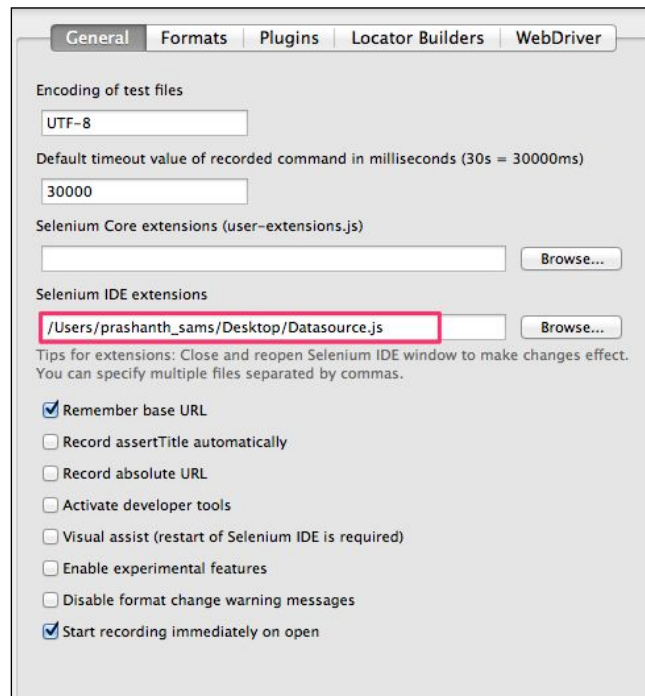 General Formats Plugins Locator Builders WebDriver
Encoding of test files
UTF-8
Default timeout value of recorded command in milliseconds (30s = 30000ms)
30000
Selenium Core extensions (user-extensions.js)
Browse...
Selenium IDE extensions
/Users/prashanth_sams/Desktop/Datasource.js Browse...
Tips for extensions: Close and reopen Selenium IDE window to make changes effect.
You can specify multiple files separated by commas.
Remember base URL
Record assertTitle automatically
Record absolute URL
Activate developer tools
Visual assist (restart of Selenium IDE is required)
Enable experimental features
Disable format change warning messages
Start recording immediately on open